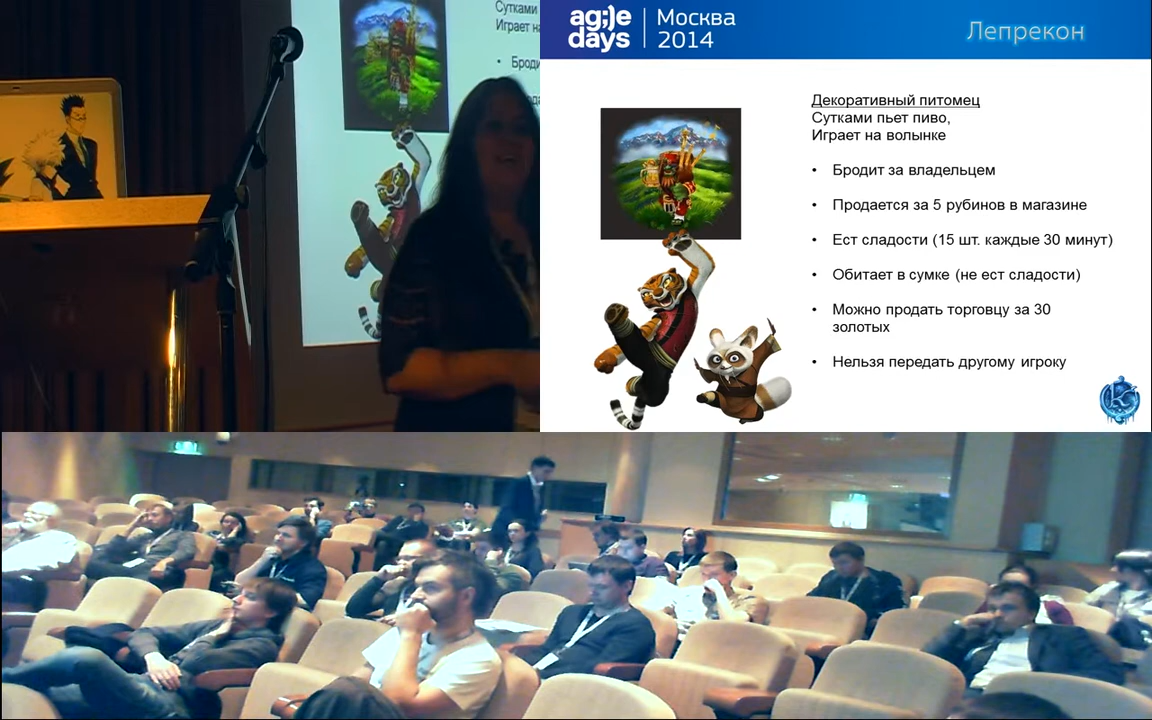 Сутками
Играет на
• Броди
agile days
Москва
2014
Лепрекон
Декоративный питомец
Сутками пьет пиво,
Играет на волынке
• Бродит за владельцем
• Продается за 5 рубинов в магазине
• Ест сладости (15 шт. каждые 30 минут)
• Обитает в сумке (не ест сладости)
• Можно продать торговцу за 30
золотых
• Нельзя передать другому игроку